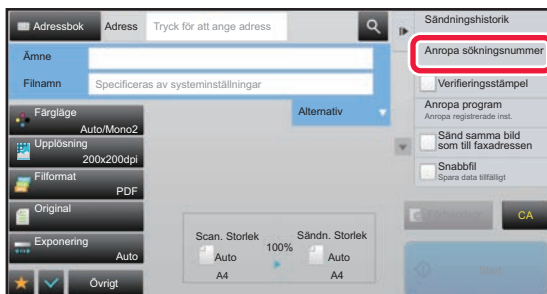 Adressbok
Adress
Tryck för att ange adress
Ämne
Filnamn
Specificeras av systeminställningar
Färgläge
Auto/Mono2
Upplösning
200x200dpi
Filformat
PDF
Original
Exponering
Auto
Övrigt
Alternativ
Scan. Storlek
100%
Sändn. Storlek
Auto
Auto
A4
A4
Sändningshistorik
Anropa sökningsnummer
Verifieringsstämpel
Anropa program
Anropa registrerade inst.
Sänd samma bild
som till faxadressen
Snabbfil
Spara data tillfälligt
CA
Start